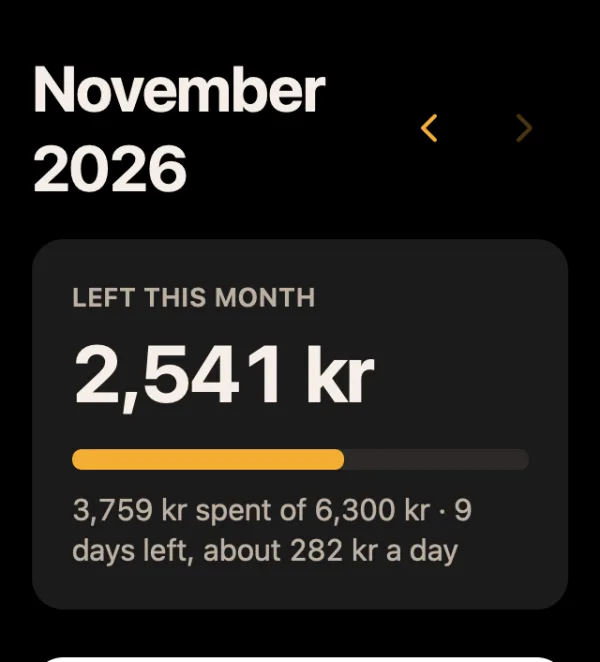 November
2026
LEFT THIS MONTH
2,541 kr
3,759 kr spent of 6,300 kr · 9
days left, about 282 kr a day